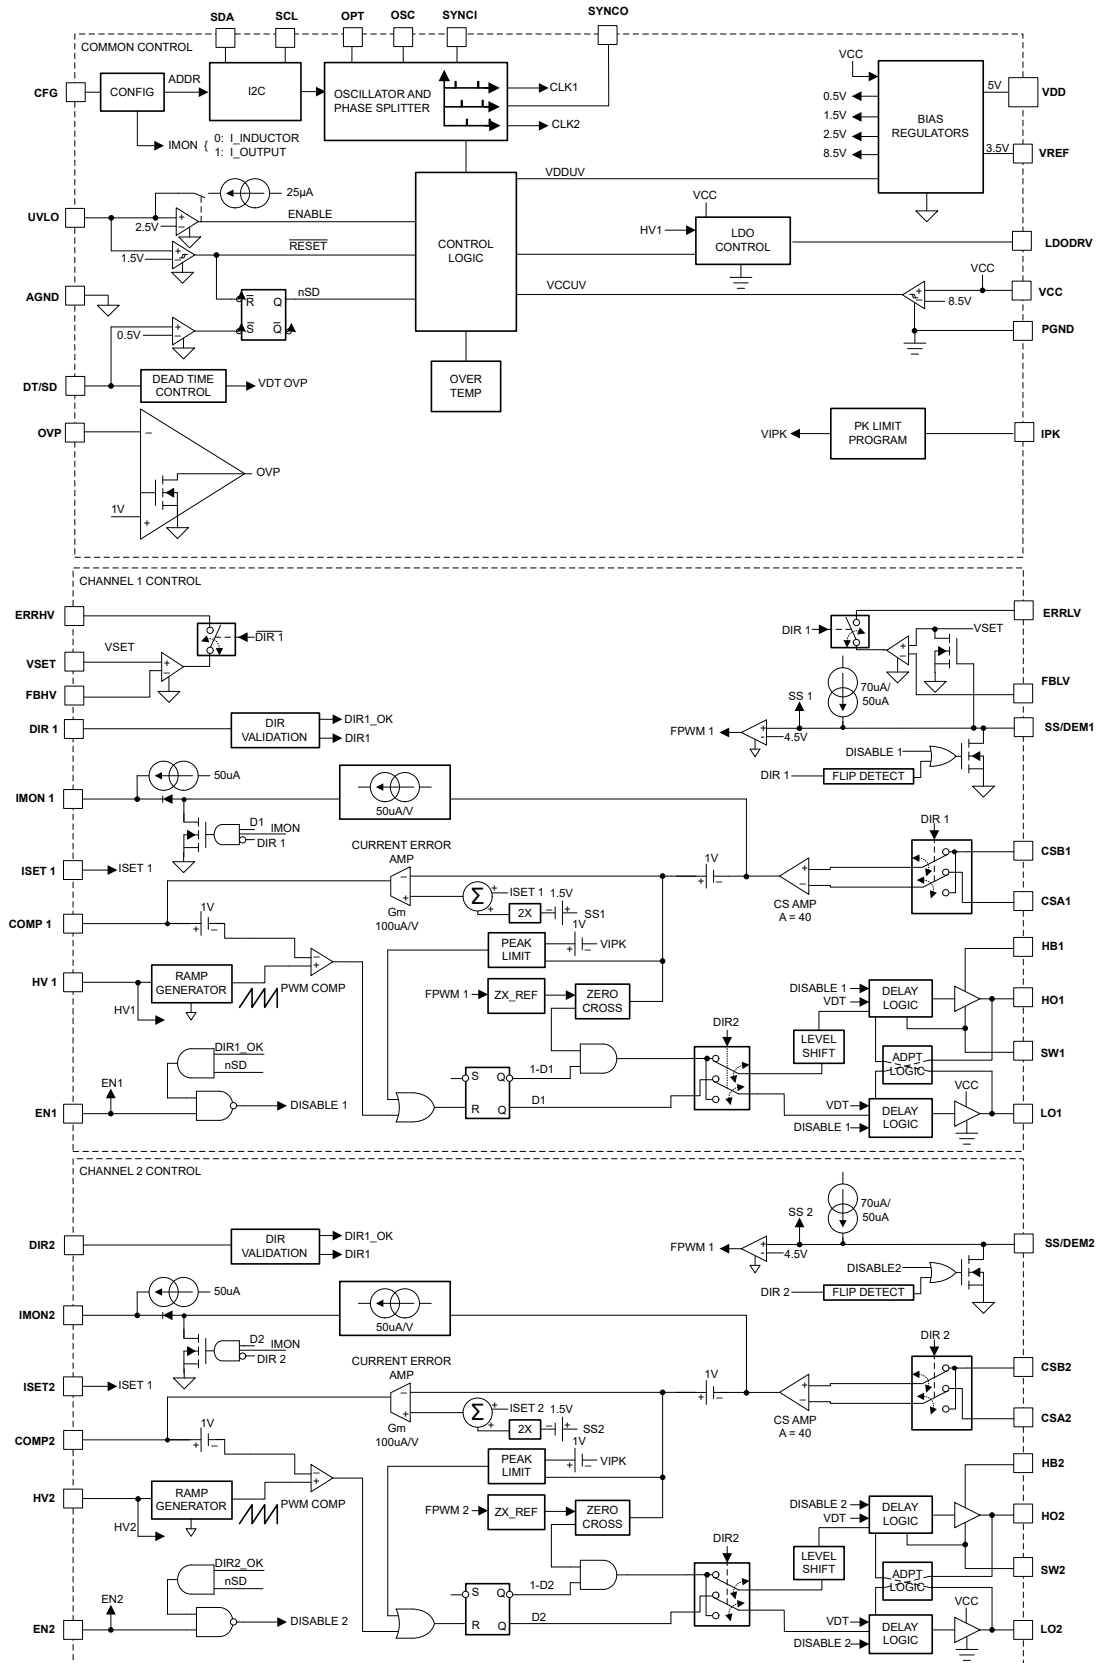 SDA
SCL
OPT
OSC
SYNCI
SYNCO
COMMON CONTROL
CFG
CONFIG
ADDR
I2C
OSCILLATOR AND
PHASE SPLITTER
CLK1
CLK2
IMON { 0: I_INDUCTOR
1: I_OUTPUT
VCC
0.5V
1.5V
2.5V
8.5V
BIAS
REGULATORS
5V
VDD
3.5V
VREF
VDDUV
25µA
UVLO
2.5V
ENABLE
1.5V
RESET
CONTROL
LOGIC
VCC
HV1
LDO
CONTROL
LDODRV
AGND
nSD
R Q
S Q
0.5V
VCCUV
VCC
8.5V
VCC
PGND
DT/SD
DEAD TIME
CONTROL
VDT OVP
OVER
TEMP
OVP
−
OVP
1V
+
VIPK
PK LIMIT
PROGRAM
IPK
CHANNEL 1 CONTROL
ERRHV
DIR 1
VSET
VSET
FBHV
DIR 1
DIR
VALIDATION
DIR1_OK
DIR1
ERRLV
DIR 1
VSET
FBLV
70uA/
50uA
SS 1
SS/DEM1
FPWM 1
4.5V
DISABLE 1
DIR 1
FLIP DETECT
50uA
IMON 1
50uA/V
D1
IMON
DIR 1
ISET 1
ISET 1
CURRENT ERROR
AMP
Gm
100uA/V
Σ
ISET 1
1.5V
2X
SS1
1V
CS AMP
A = 40
DIR 1
CSB1
CSA1
COMP 1
1V
PEAK
LIMIT
1V
VIPK
HV 1
RAMP
GENERATOR
HV1
PWM COMP
FPWM 1
ZX_REF
ZERO
CROSS
HB1
DISABLE 1
VDT
DELAY
LOGIC
HO1
LEVEL
SHIFT
ADPT
LOGIC
SW1
DIR2
DIR1_OK
nSD
EN1
EN1
DISABLE 1
S Q
R Q
1-D1
D1
VDT
DISABLE 1
DELAY
LOGIC
VCC
LO1
CHANNEL 2 CONTROL
DIR2
DIR
VALIDATION
DIR1_OK
DIR1
70uA/
50uA
SS 2
SS/DEM2
FPWM 1
4.5V
DISABLE2
DIR 2
FLIP DETECT
50uA
IMON2
50uA/V
D2
IMON
DIR 2
ISET2
ISET 1
CURRENT ERROR
AMP
Gm
100uA/V
Σ
ISET 2
1.5V
2X
SS2
1V
CS AMP
A = 40
DIR 2
CSB2
CSA2
COMP2
1V
PEAK
LIMIT
1V
VIPK
HV2
RAMP
GENERATOR
HV2
PWM COMP
FPWM 2
ZX_REF
ZERO
CROSS
HB2
DISABLE 2
VDT
DELAY
LOGIC
HO2
LEVEL
SHIFT
ADPT
LOGIC
SW2
DIR2
DIR2_OK
nSD
EN2
EN2
DISABLE 2
S Q
R Q
1-D2
D2
VDT
DISABLE 2
DELAY
LOGIC
VCC
LO2